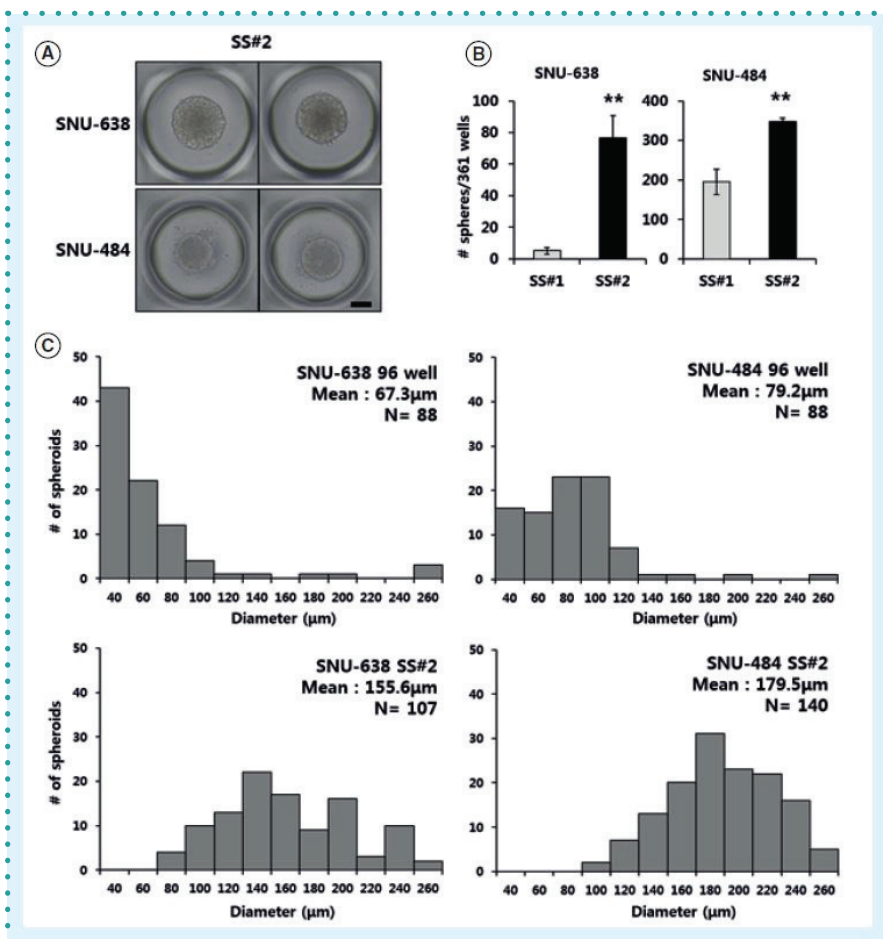 A
SS#2
SNU-638
SNU-484
B
SNU-638
SNU-484
# spheres/361 wells
100
80
60
40
20
0
**
SS#1
SS#2
400
300
200
100
0
**
SS#1
SS#2
C
# of spheroids
50
40
30
20
10
0
SNU-638 96 well
Mean : 67.3µm
N= 88
40 60 80 100 120 140 160 180 200 220 240 260
Diameter (µm)
50
40
30
20
10
0
SNU-484 96 well
Mean : 79.2µm
N= 88
40 60 80 100 120 140 160 180 200 220 240 260
Diameter (µm)
# of spheroids
50
40
30
20
10
0
SNU-638 SS#2
Mean : 155.6µm
N= 107
40 60 80 100 120 140 160 180 200 220 240 260
Diameter (µm)
50
40
30
20
10
0
SNU-484 SS#2
Mean : 179.5µm
N= 140
40 60 80 100 120 140 160 180 200 220 240 260
Diameter (µm)